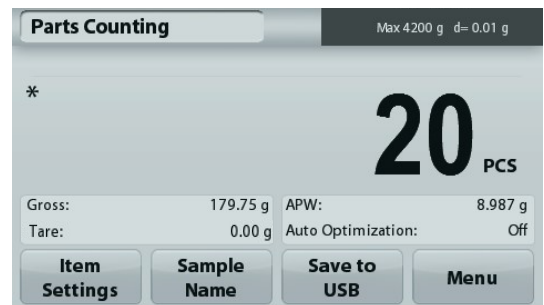 Parts Counting
Max 4200 g d= 0.01 g
*
20 PCS
Gross: 179.75 g APW: 8.987 g
Tare: 0.00 g Auto Optimization: Off
Item Settings
Sample Name
Save to USB
Menu